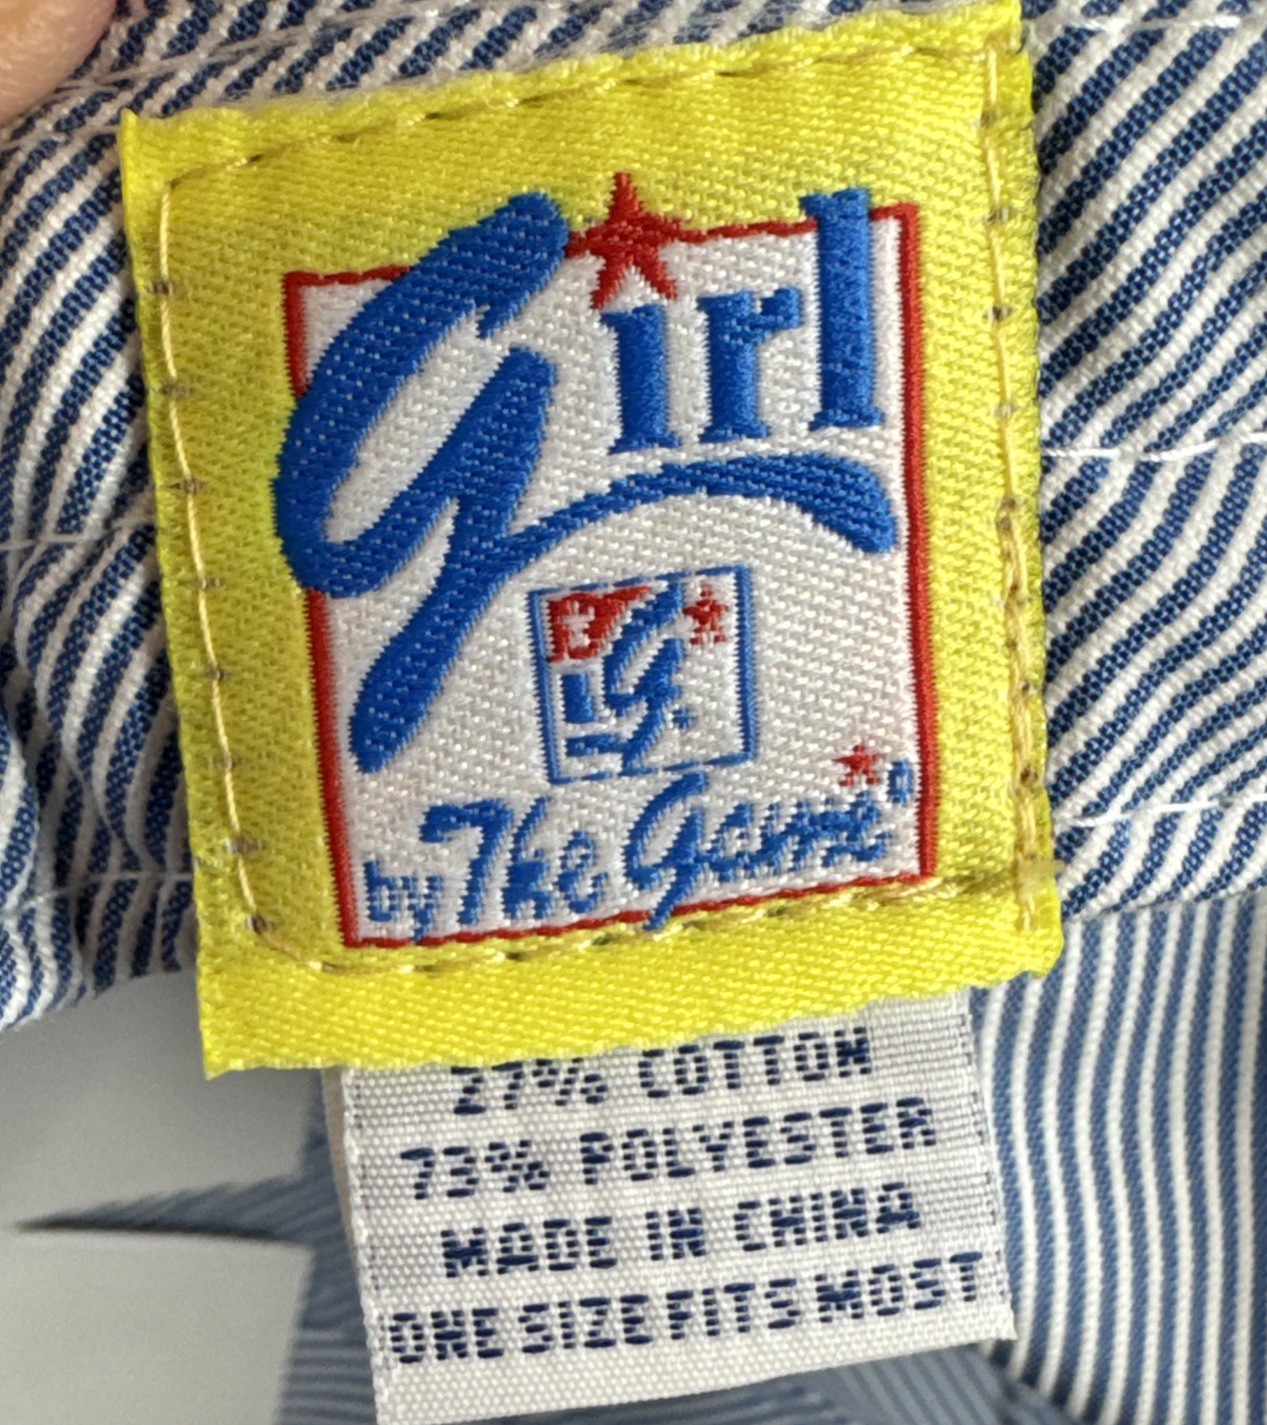 Girl
by The Game
27% COTTON
73% POLYESTER
MADE IN CHINA
ONE SIZE FITS MOST